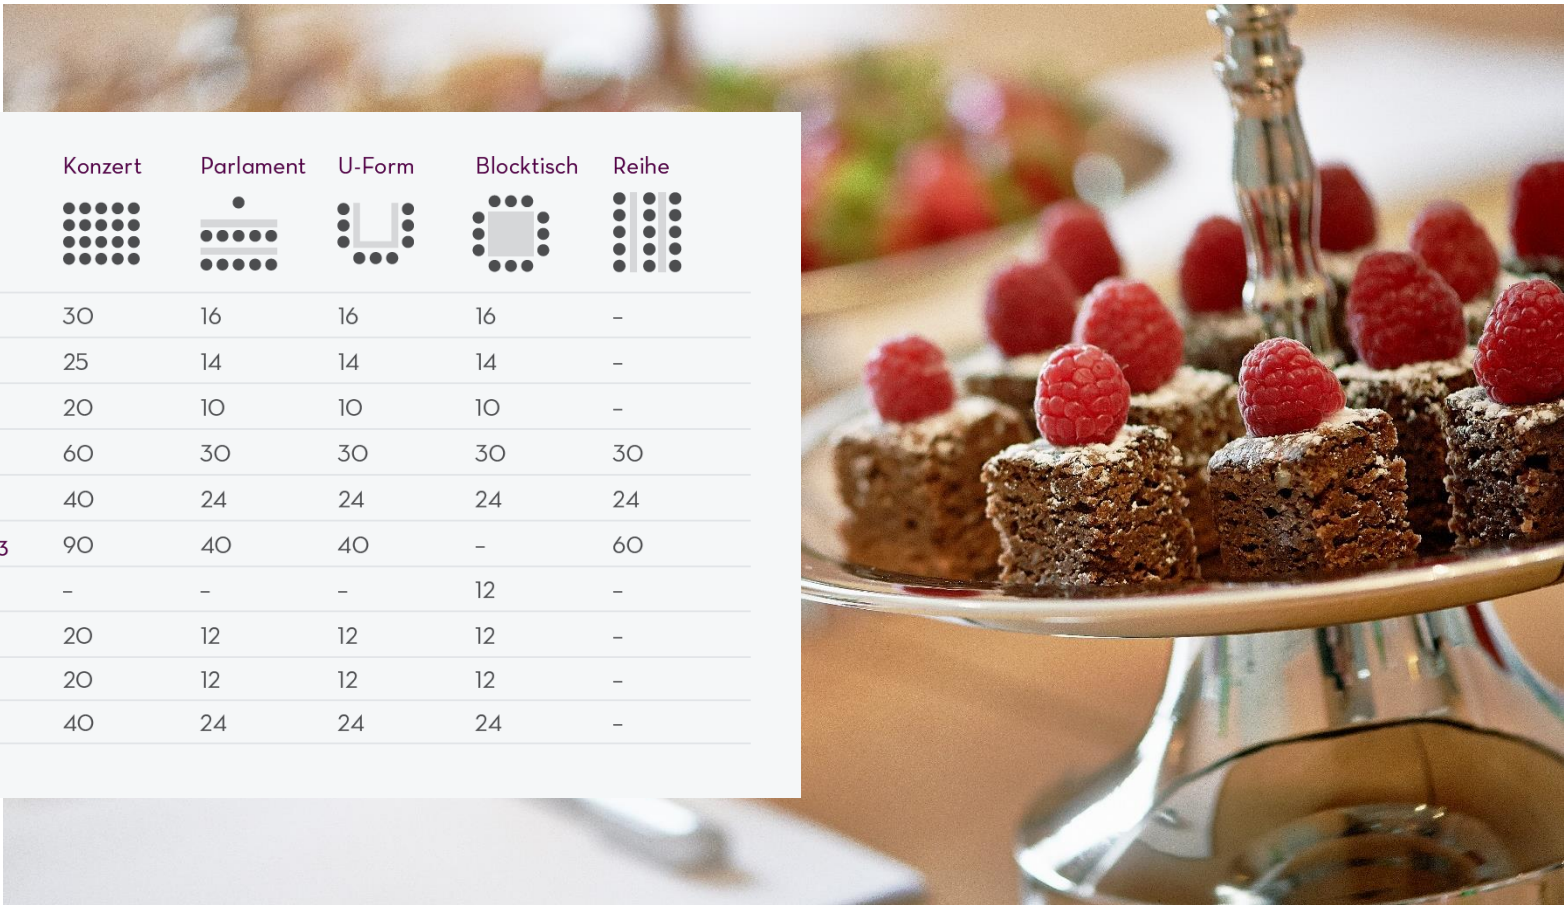 Konzert Parlament U-Form Blocktisch Reihe
30 16 16 16 –
25 14 14 14 –
20 10 10 10 –
60 30 30 30 30
40 24 24 24 24
3 90 40 40 – 60
– – – 12 –
20 12 12 12 –
20 12 12 12 –
40 24 24 24 –